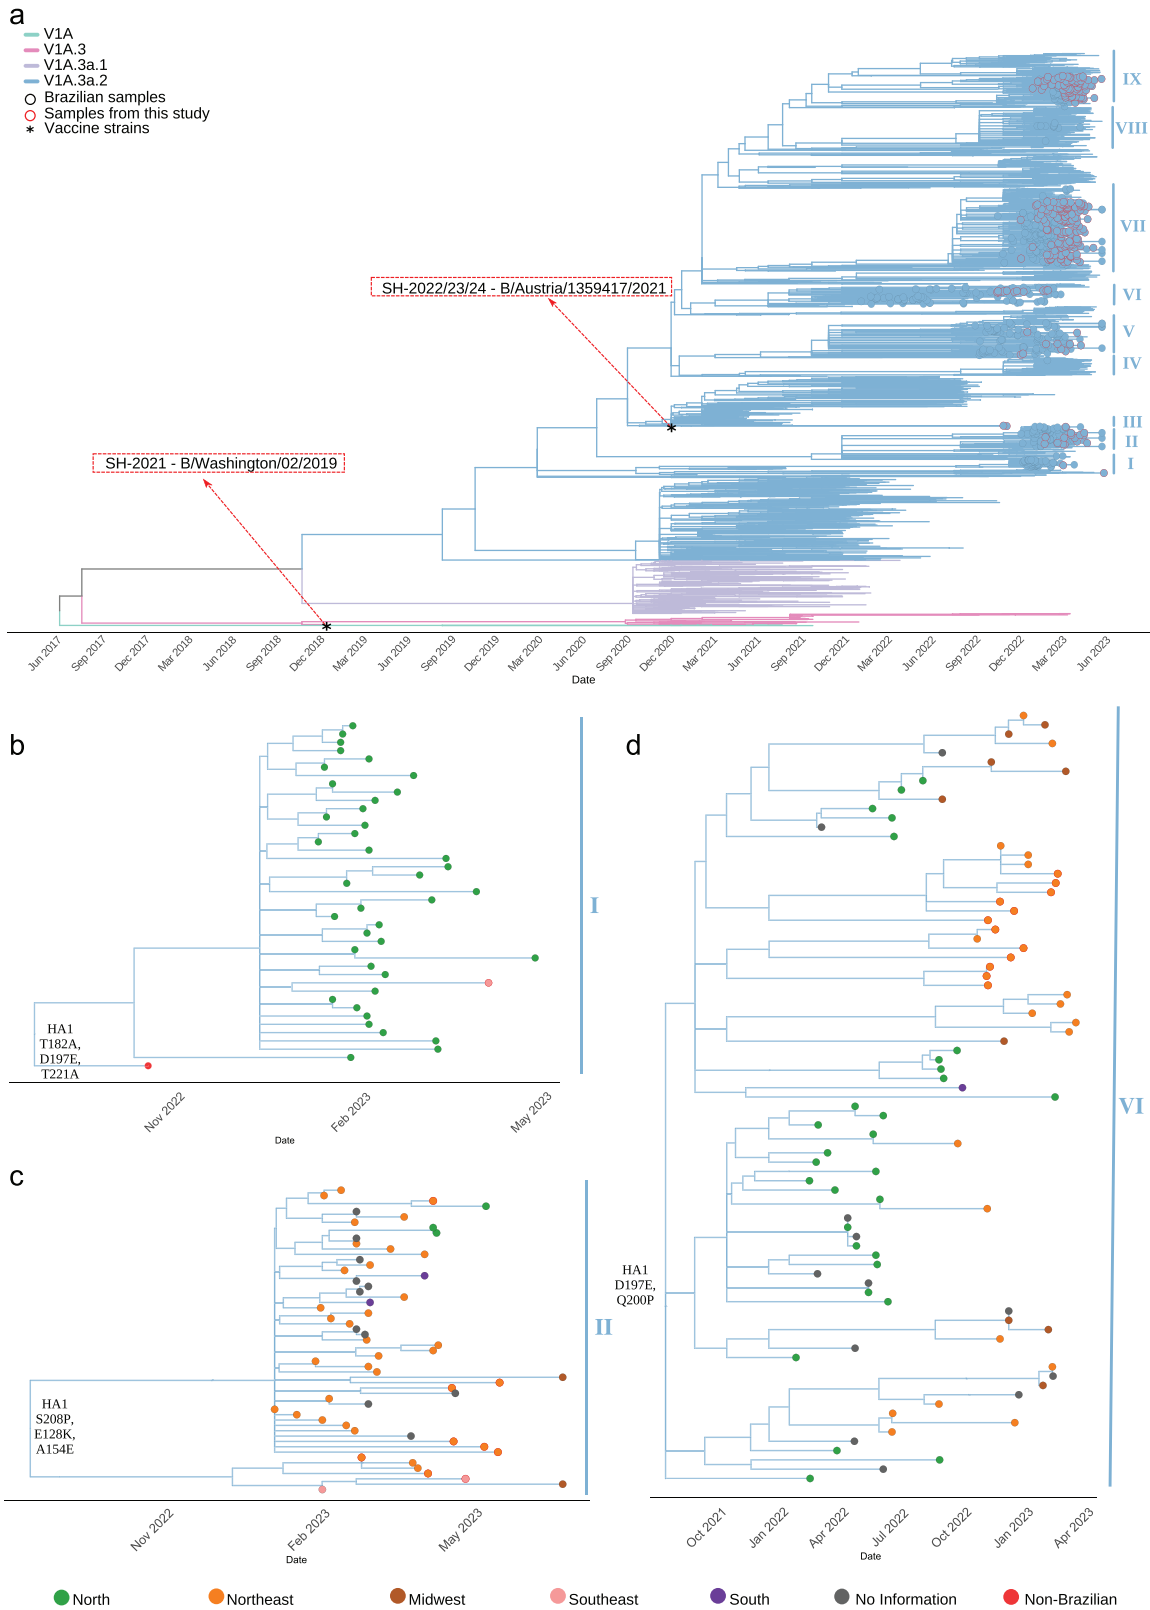 a
V1A
V1A.3
V1A.3a.1
V1A.3a.2
Brazilian samples
Samples from this study
* Vaccine strains
IX
VIII
VII
VI
V
IV
III
II
I
SH-2022/23/24 - B/Austria/1359417/2021
*
SH-2021 - B/Washington/02/2019
*
Jun 2017
Sep 2017
Dec 2017
Mar 2018
Jun 2018
Sep 2018
Dec 2018
Mar 2019
Jun 2019
Sep 2019
Dec 2019
Mar 2020
Jun 2020
Sep 2020
Dec 2020
Mar 2021
Jun 2021
Sep 2021
Dec 2021
Mar 2022
Jun 2022
Sep 2022
Dec 2022
Mar 2023
Jun 2023
Date
b
I
HA1
T182A,
D197E,
T221A
Nov 2022
Feb 2023
May 2023
Date
c
II
HA1
S208P,
E128K,
A154E
Nov 2022
Feb 2023
May 2023
Date
d
VI
HA1
D197E,
Q200P
Oct 2021
Jan 2022
Apr 2022
Jul 2022
Oct 2022
Jan 2023
Apr 2023
Date
North
Northeast
Midwest
Southeast
South
No Information
Non-Brazilian